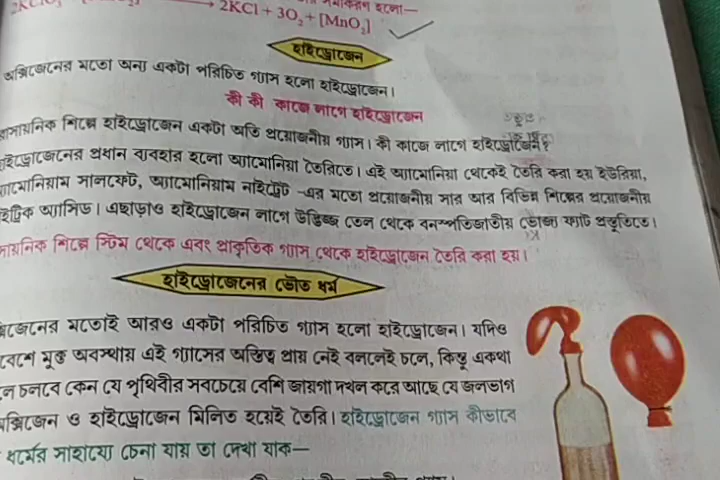 2KCl + 3O₂ + [MnO₂]
হাইড্রোজেন
অক্সিজেনের মতো অন্য একটা পরিচিত গ্যাস হলো হাইড্রোজেন।
কী কী কাজে লাগে হাইড্রোজেন
রাসায়নিক শিল্পে হাইড্রোজেন একটা অতি প্রয়োজনীয় গ্যাস। কী কাজে লাগে হাইড্রোজেন?
হাইড্রোজেনের প্রধান ব্যবহার হলো অ্যামোনিয়া তৈরিতে। এই অ্যামোনিয়া থেকেই তৈরি করা হয় ইউরিয়া,
অ্যামোনিয়াম সালফেট, অ্যামোনিয়াম নাইট্রেট -এর মতো প্রয়োজনীয় সার আর বিভিন্ন শিল্পের প্রয়োজনীয়
নাইট্রিক অ্যাসিড। এছাড়াও হাইড্রোজেন লাগে উদ্ভিজ্জ তেল থেকে বনস্পতিজাতীয় ভোজ্য ফ্যাট প্রস্তুতিতে।
রাসায়নিক শিল্পে স্টিম থেকে এবং প্রাকৃতিক গ্যাস থেকে হাইড্রোজেন তৈরি করা হয়।
হাইড্রোজেনের ভৌত ধর্ম
অক্সিজেনের মতোই আরও একটা পরিচিত গ্যাস হলো হাইড্রোজেন। যদিও
পরিবেশে মুক্ত অবস্থায় এই গ্যাসের অস্তিত্ব প্রায় নেই বললেই চলে, কিন্তু একথা
চলবে কেন যে পৃথিবীর সবচেয়ে বেশি জায়গা দখল করে আছে যে জলভাগ
অক্সিজেন ও হাইড্রোজেন মিলিত হয়েই তৈরি। হাইড্রোজেন গ্যাস কীভাবে
ধর্মের সাহায্যে চেনা যায় তা দেখা যাক—